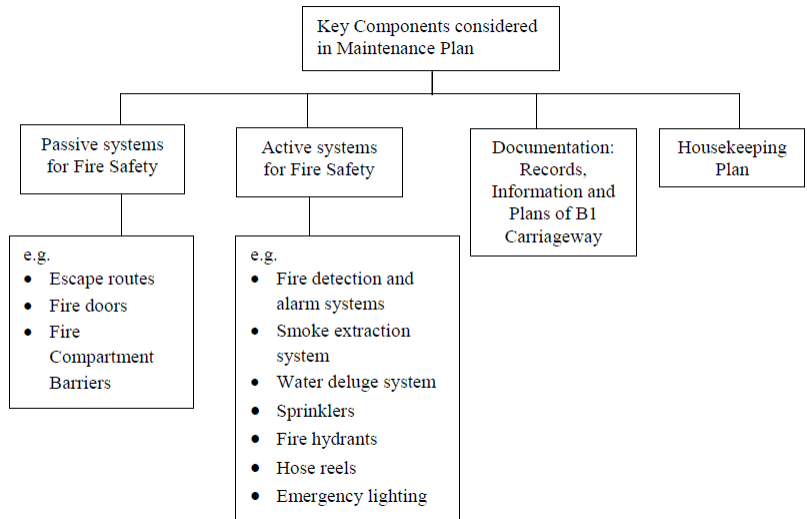 Key Components considered
in Maintenance Plan
Passive systems
for Fire Safety
Active systems
for Fire Safety
Documentation:
Records,
Information and
Plans of B1
Carriageway
Housekeeping
Plan
e.g.
• Escape routes
• Fire doors
• Fire
Compartment
Barriers
e.g.
• Fire detection and
alarm systems
• Smoke extraction
system
• Water deluge system
• Sprinklers
• Fire hydrants
• Hose reels
• Emergency lighting